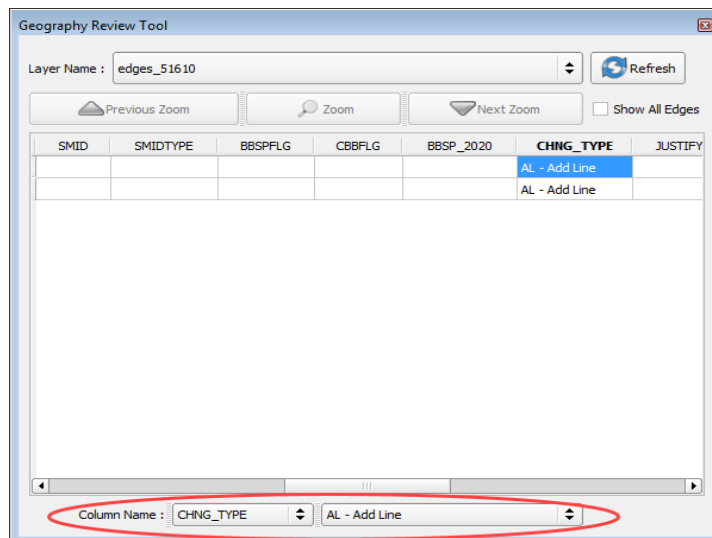 Geography Review Tool
Layer Name : edges_51610 Refresh
Previous Zoom Zoom Next Zoom Show All Edges
SMID SMIDTYPE BBSPFLG CBBFLG BBSP_2020 CHNG_TYPE JUSTIFY
AL - Add Line
AL - Add Line
Column Name : CHNG_TYPE AL - Add Line